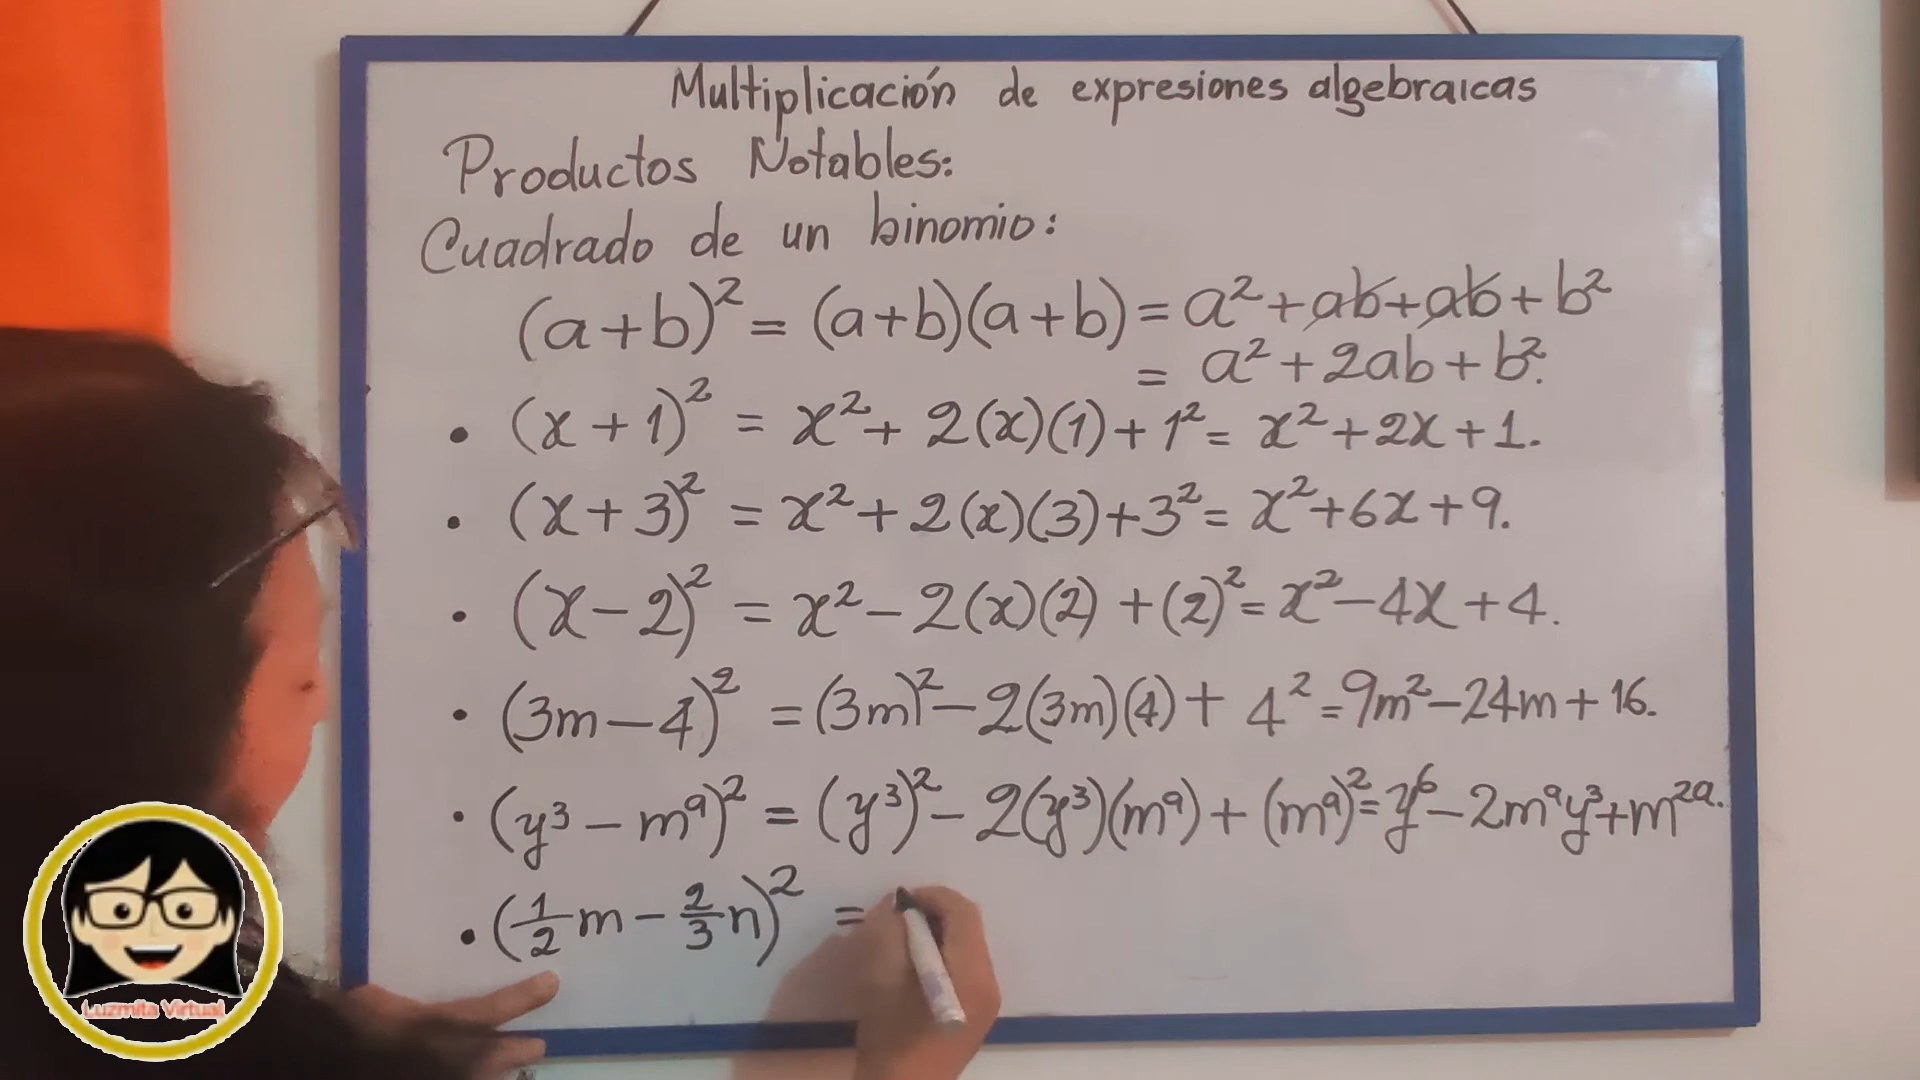 Multiplicación de expresiones algebraicas
Productos Notables:
Cuadrado de un binomio:
(a+b)² = (a+b)(a+b) = a² + ab + ab + b²
= a² + 2ab + b².
• (x+1)² = x² + 2(x)(1) + 1² = x² + 2x + 1.
• (x+3)² = x² + 2(x)(3) + 3² = x² + 6x + 9.
• (x−2)² = x² − 2(x)(2) + (2)² = x² − 4x + 4.
• (3m−4)² = (3m)² − 2(3m)(4) + 4² = 9m² − 24m + 16.
• (y³ − mᵃ)² = (y³)² − 2(y³)(mᵃ) + (mᵃ)² = y⁶ − 2mᵃy³ + m²ᵃ.
• (1/2 m − 2/3 n)² =
Luzmita Virtual